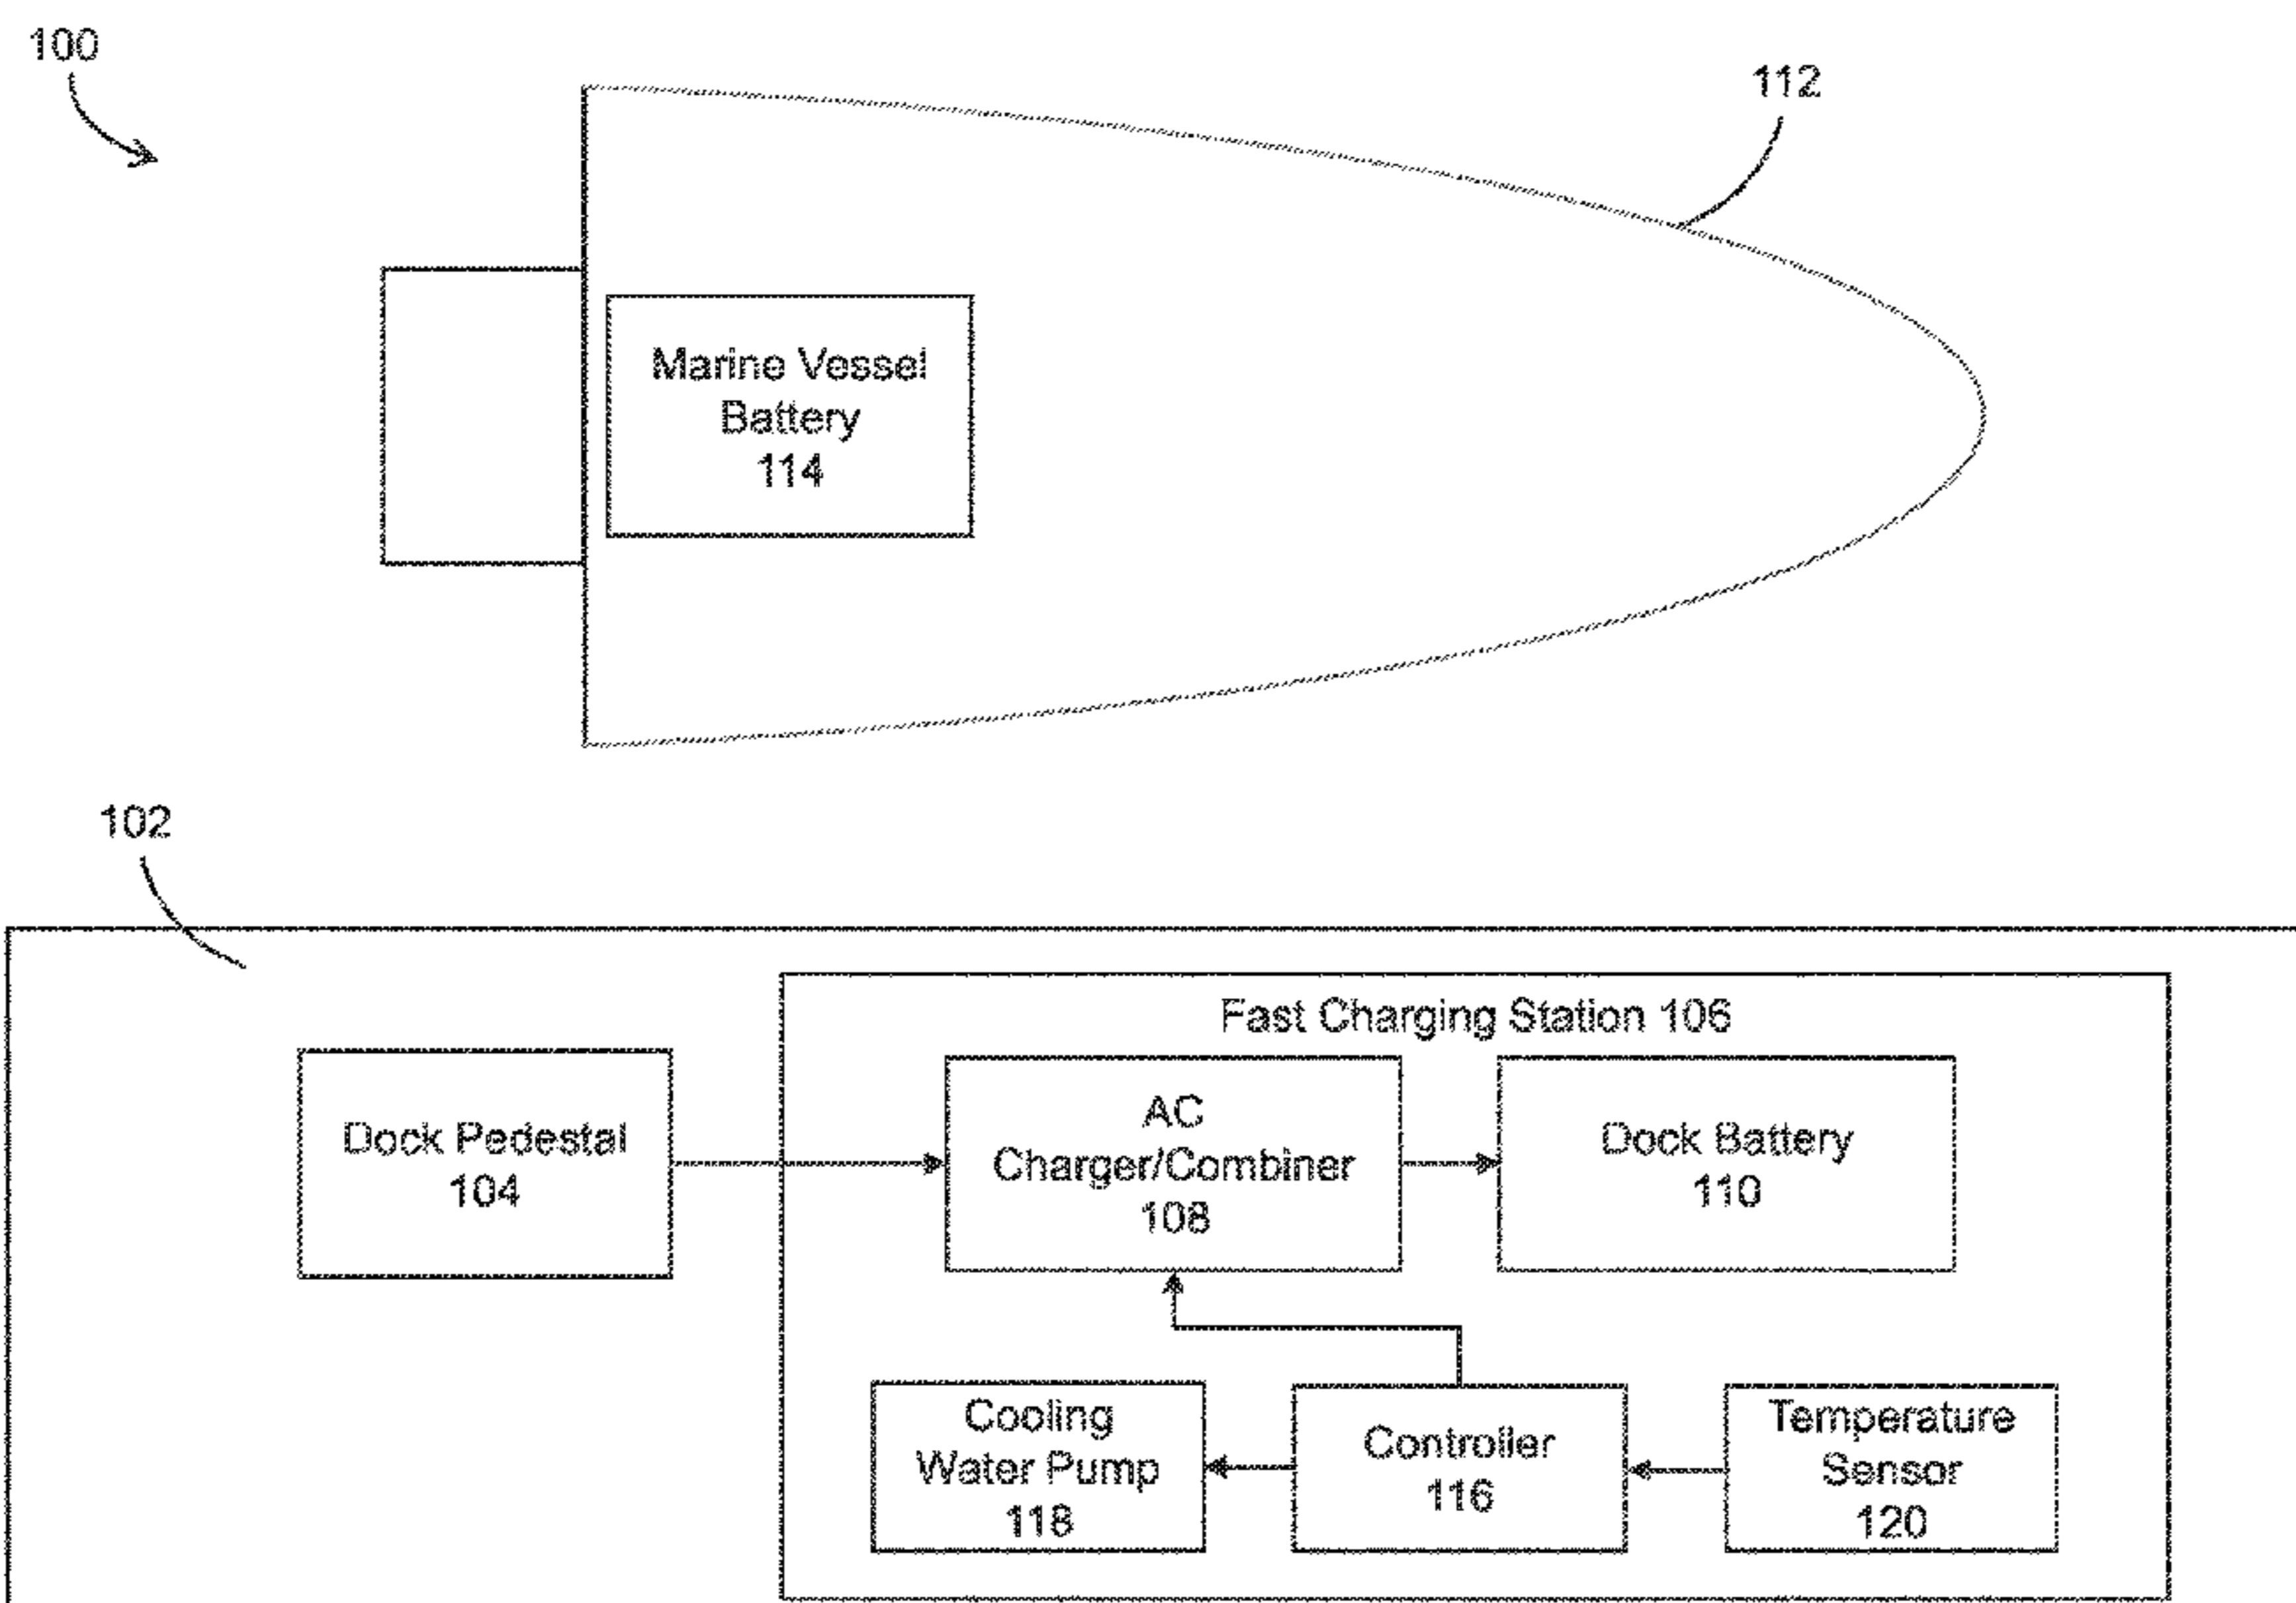 100
112
Marine Vessel
Battery
114
102
Fast Charging Station 106
Dock Pedestal
104
AC
Charger/Combiner
108
Dock Battery
110
Cooling
Water Pump
118
Controller
116
Temperature
Sensor
120